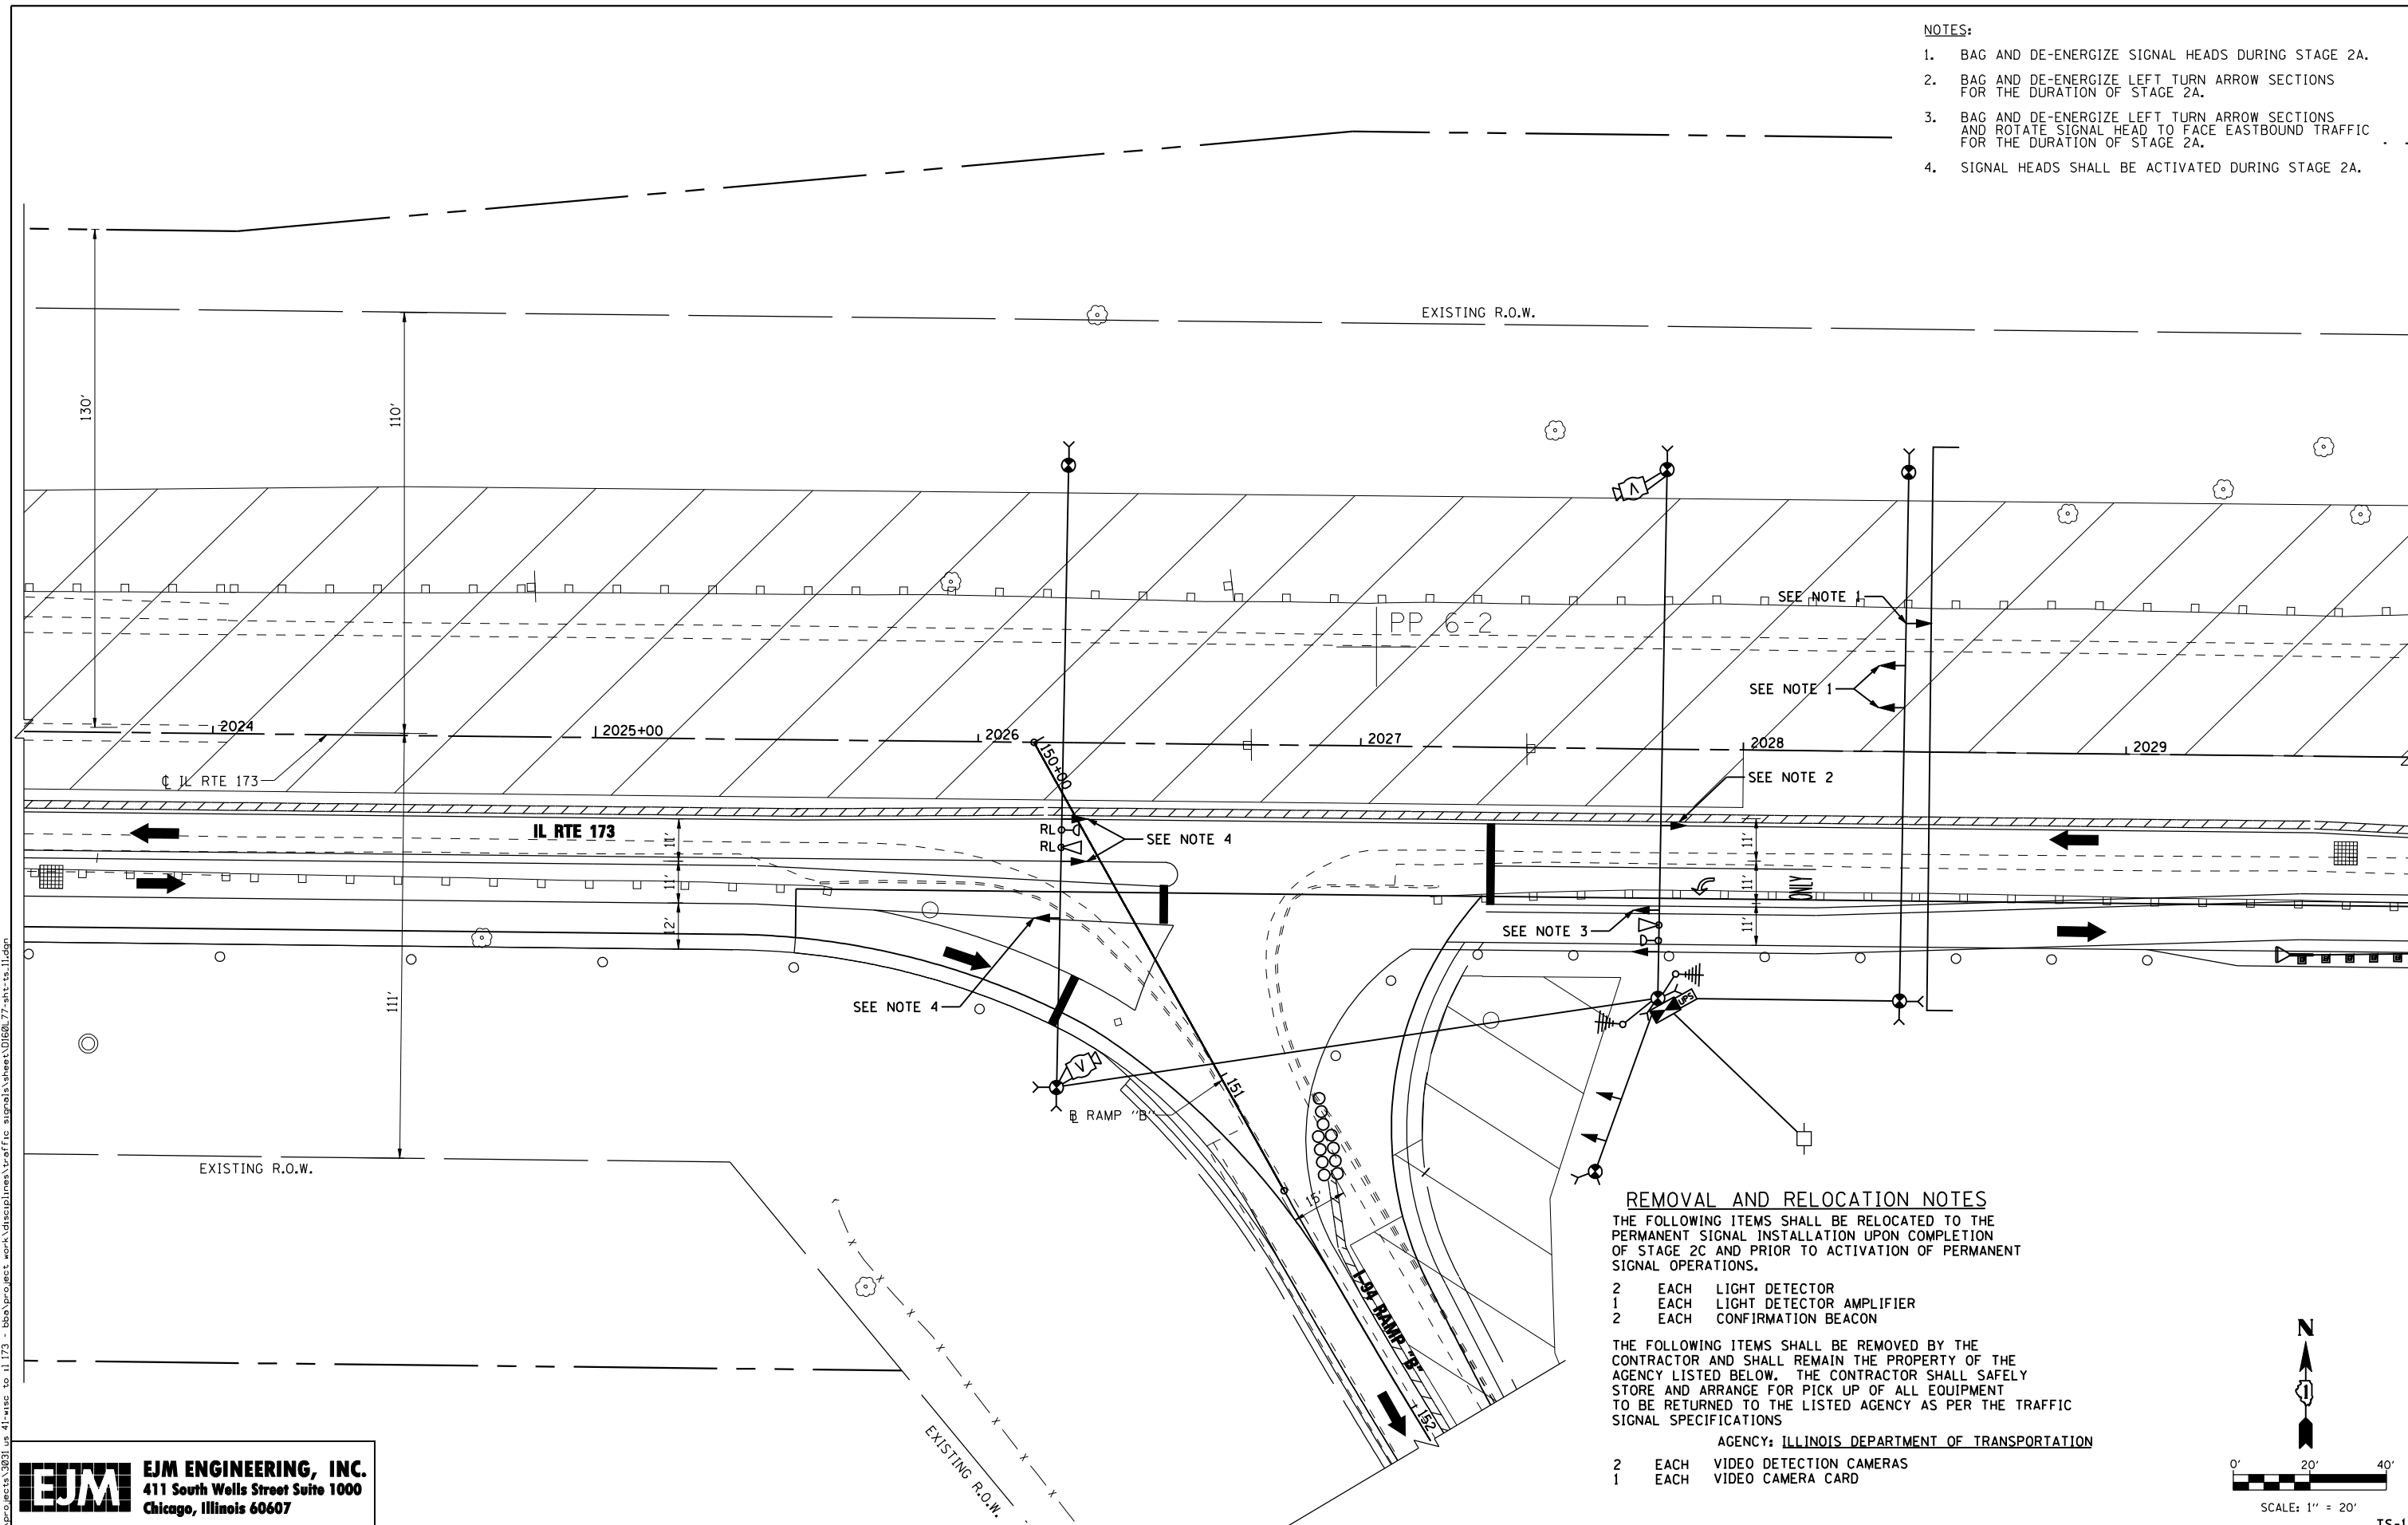 NOTES:
1. BAG AND DE-ENERGIZE SIGNAL HEADS DURING STAGE 2A.
2. BAG AND DE-ENERGIZE LEFT TURN ARROW SECTIONS
FOR THE DURATION OF STAGE 2A.
3. BAG AND DE-ENERGIZE LEFT TURN ARROW SECTIONS
AND ROTATE SIGNAL HEAD TO FACE EASTBOUND TRAFFIC
FOR THE DURATION OF STAGE 2A.
4. SIGNAL HEADS SHALL BE ACTIVATED DURING STAGE 2A.
EXISTING R.O.W.
130'
110'
SEE NOTE 1
PP 6-2
SEE NOTE 1
2024
2025+00
2026
2027
2028
2029
150+00
℄ IL RTE 173
SEE NOTE 2
IL RTE 173
11'
RL
RL
SEE NOTE 4
11'
11'
11'
ONLY
12'
11'
SEE NOTE 3
SEE NOTE 4
UPS
111'
V
V
151
℄ RAMP "B"
EXISTING R.O.W.
15'
I-94 RAMP "B"
152
EXISTING R.O.W.
REMOVAL AND RELOCATION NOTES
THE FOLLOWING ITEMS SHALL BE RELOCATED TO THE
PERMANENT SIGNAL INSTALLATION UPON COMPLETION
OF STAGE 2C AND PRIOR TO ACTIVATION OF PERMANENT
SIGNAL OPERATIONS.
2 EACH LIGHT DETECTOR
1 EACH LIGHT DETECTOR AMPLIFIER
2 EACH CONFIRMATION BEACON
THE FOLLOWING ITEMS SHALL BE REMOVED BY THE
CONTRACTOR AND SHALL REMAIN THE PROPERTY OF THE
AGENCY LISTED BELOW. THE CONTRACTOR SHALL SAFELY
STORE AND ARRANGE FOR PICK UP OF ALL EQUIPMENT
TO BE RETURNED TO THE LISTED AGENCY AS PER THE TRAFFIC
SIGNAL SPECIFICATIONS
AGENCY: ILLINOIS DEPARTMENT OF TRANSPORTATION
2 EACH VIDEO DETECTION CAMERAS
1 EACH VIDEO CAMERA CARD
N
0' 20' 40'
SCALE: 1" = 20'
EJM
EJM ENGINEERING, INC.
411 South Wells Street Suite 1000
Chicago, Illinois 60607